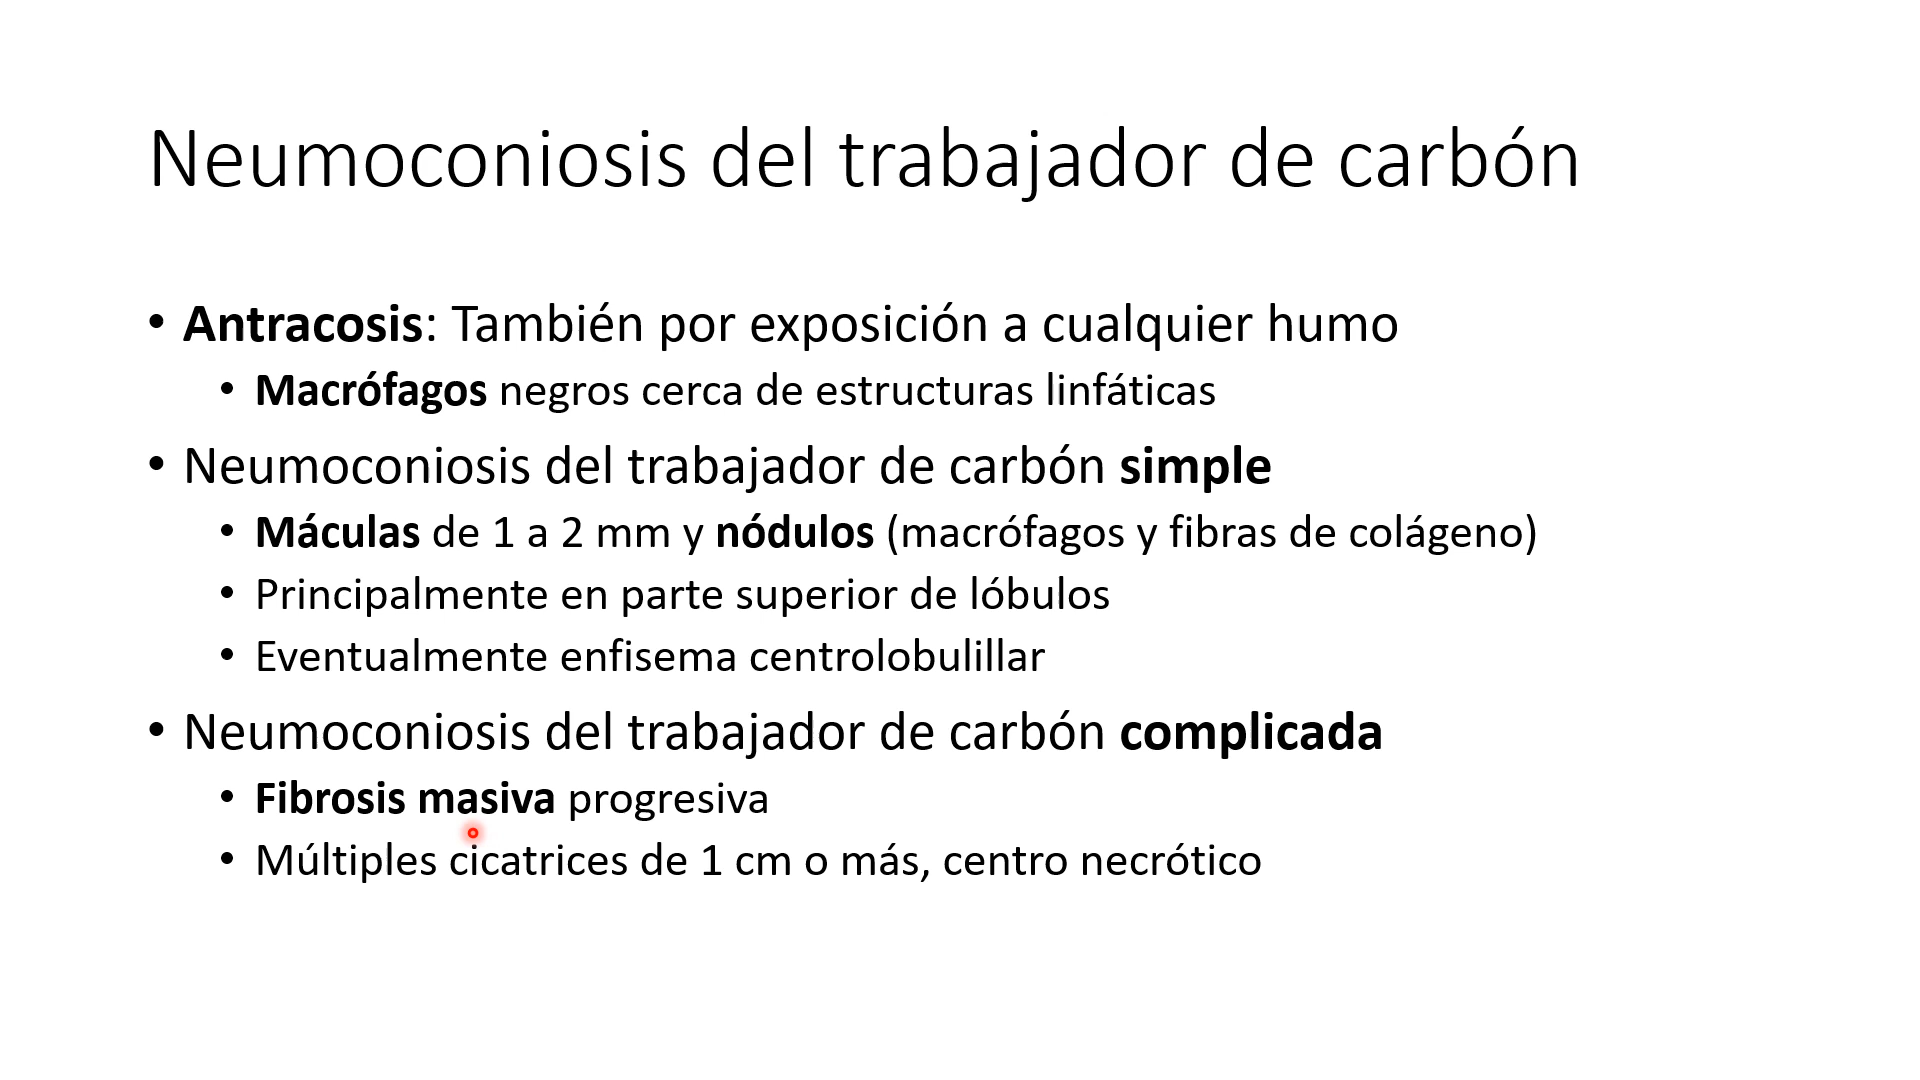 Neumoconiosis del trabajador de carbón
• Antracosis: También por exposición a cualquier humo
• Macrófagos negros cerca de estructuras linfáticas
• Neumoconiosis del trabajador de carbón simple
• Máculas de 1 a 2 mm y nódulos (macrófagos y fibras de colágeno)
• Principalmente en parte superior de lóbulos
• Eventualmente enfisema centrolobulillar
• Neumoconiosis del trabajador de carbón complicada
• Fibrosis masiva progresiva
• Múltiples cicatrices de 1 cm o más, centro necrótico